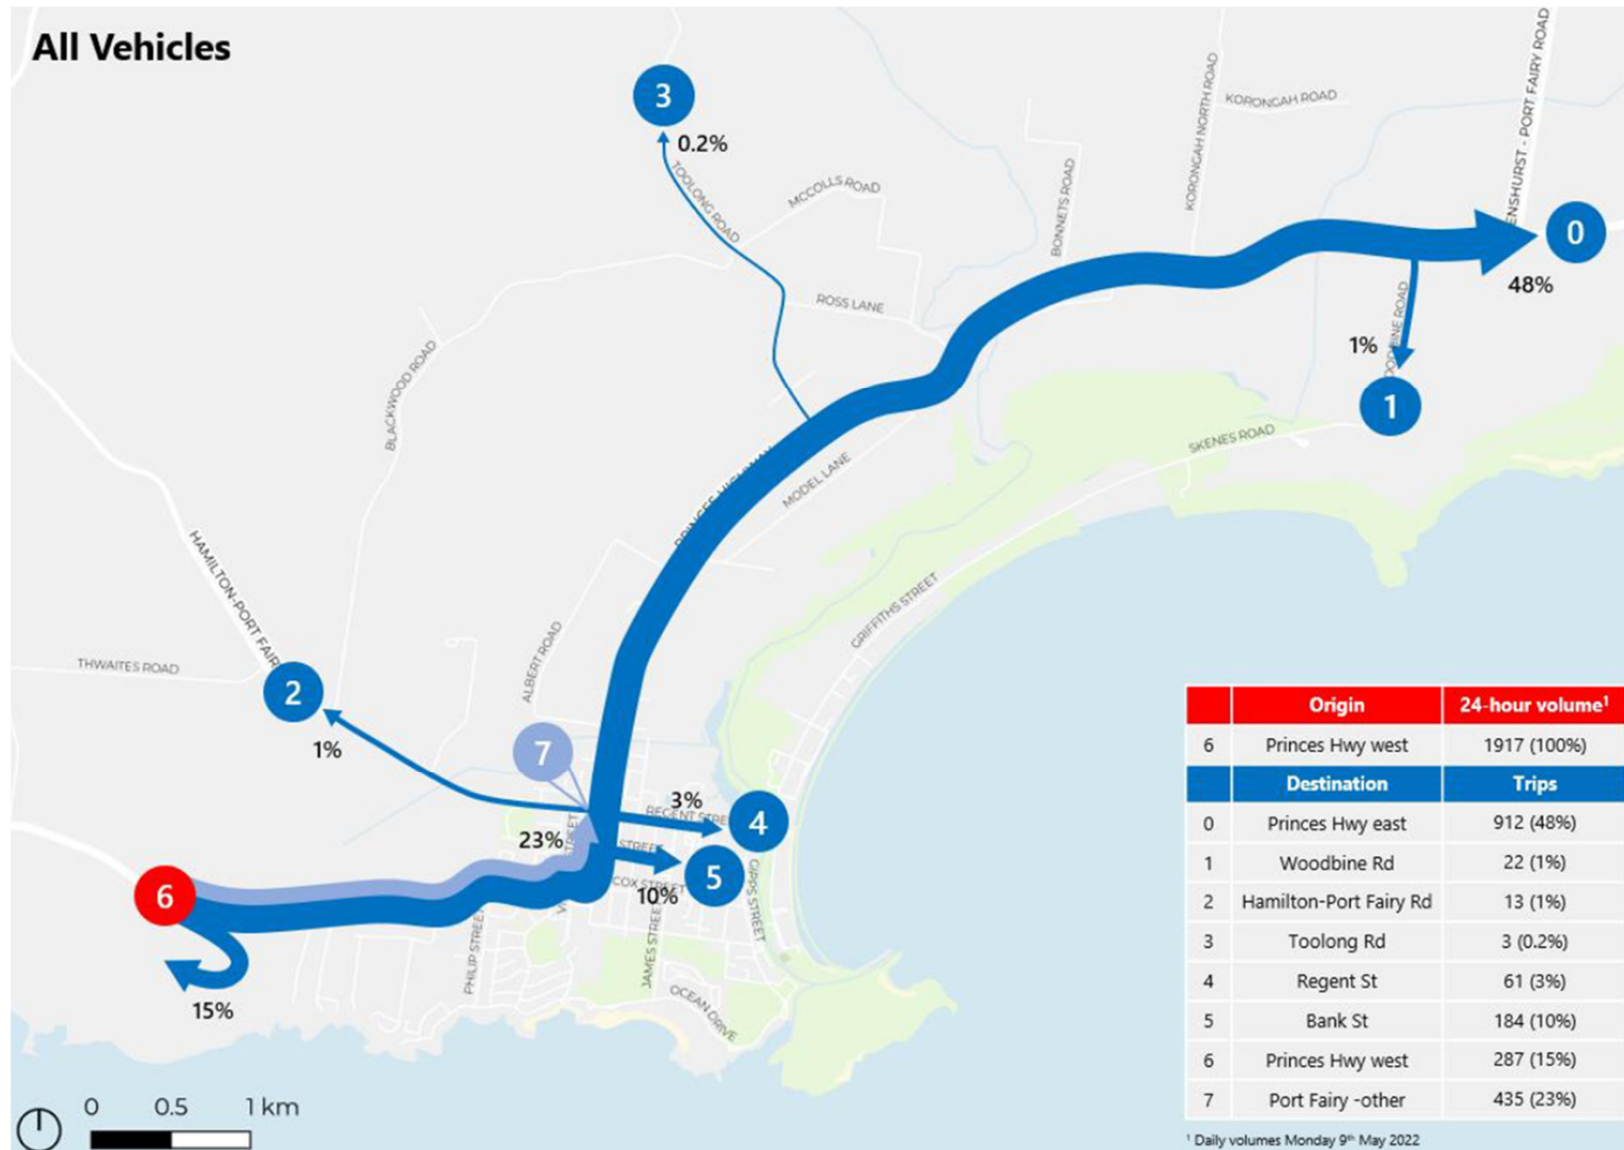 All Vehicles
3
0.2%
TOOLONG ROAD
MCCOLLS ROAD
KORONGAH ROAD
KORONGAH NORTH ROAD
BONNETS ROAD
ENSHURST - PORT FAIRY ROAD
0
48%
ROSS LANE
1%
1
BLACKWOOD ROAD
SKENES ROAD
MODEL LANE
HAMILTON-PORT FAIR
GRIFFITHS STREET
THWAITES ROAD
ALBERT ROAD
2
1%
7
3%
REGENT STRE
4
23%
STREET
STREET
5
COX STREET
10%
GIPPS STREET
6
PHILIP STREET
JAMES STREET
OCEAN DRIVE
15%
0 0.5 1 km
Origin 24-hour volume¹
6 Princes Hwy west 1917 (100%)
Destination Trips
0 Princes Hwy east 912 (48%)
1 Woodbine Rd 22 (1%)
2 Hamilton-Port Fairy Rd 13 (1%)
3 Toolong Rd 3 (0.2%)
4 Regent St 61 (3%)
5 Bank St 184 (10%)
6 Princes Hwy west 287 (15%)
7 Port Fairy -other 435 (23%)
¹ Daily volumes Monday 9th May 2022